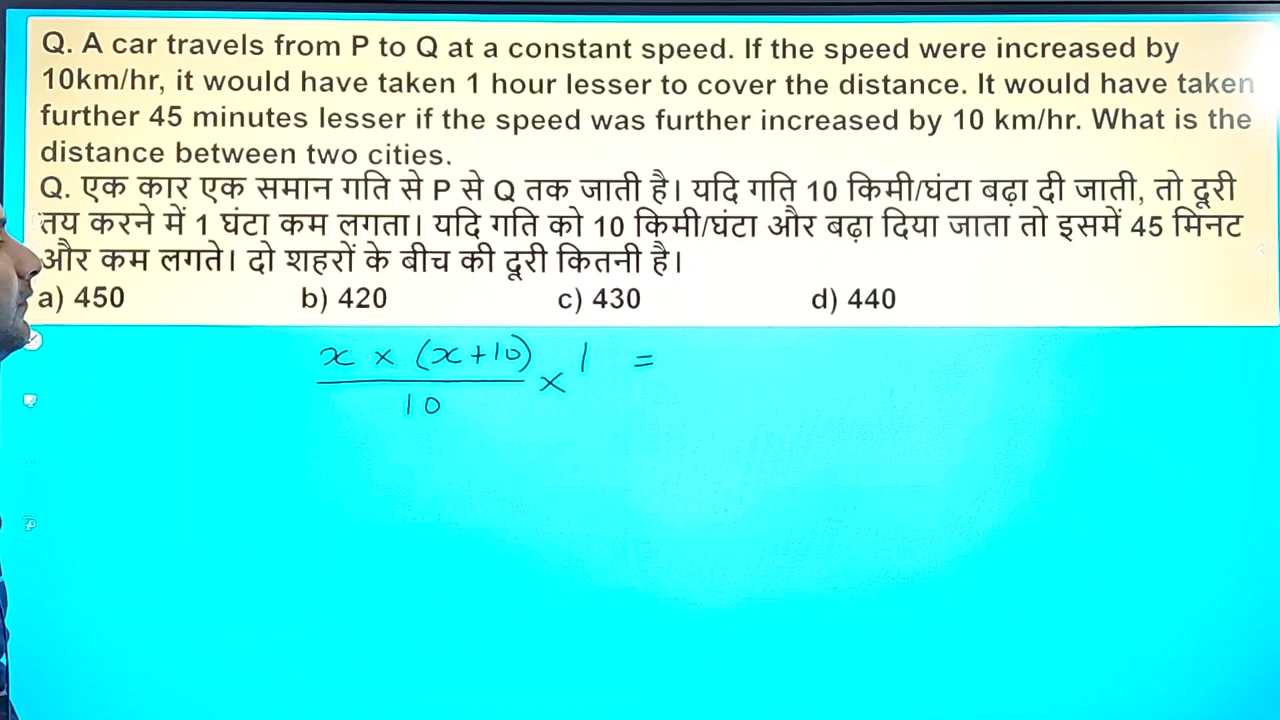 Q. A car travels from P to Q at a constant speed. If the speed were increased by
10km/hr, it would have taken 1 hour lesser to cover the distance. It would have taken
further 45 minutes lesser if the speed was further increased by 10 km/hr. What is the
distance between two cities.
Q. एक कार एक समान गति से P से Q तक जाती है। यदि गति 10 किमी/घंटा बढ़ा दी जाती, तो दूरी
तय करने में 1 घंटा कम लगता। यदि गति को 10 किमी/घंटा और बढ़ा दिया जाता तो इसमें 45 मिनट
और कम लगते। दो शहरों के बीच की दूरी कितनी है।
a) 450 b) 420 c) 430 d) 440
x × (x+10) × 1 =
10